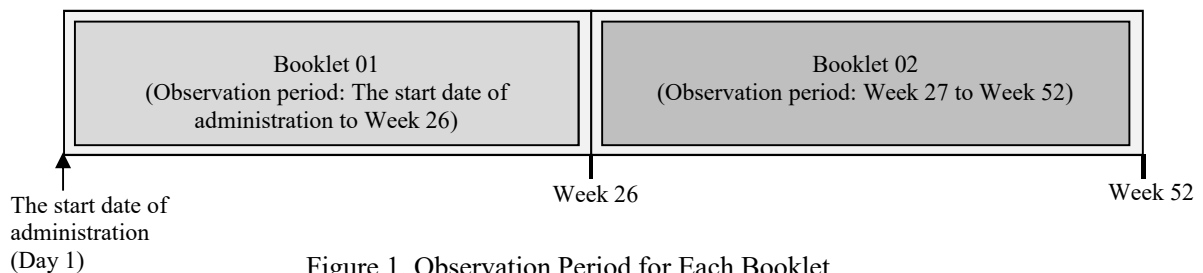 Booklet 01
(Observation period: The start date of
administration to Week 26)
Booklet 02
(Observation period: Week 27 to Week 52)
Week 26
Week 52
The start date of
administration
(Day 1)
Figure 1 Observation Period for Each Booklet